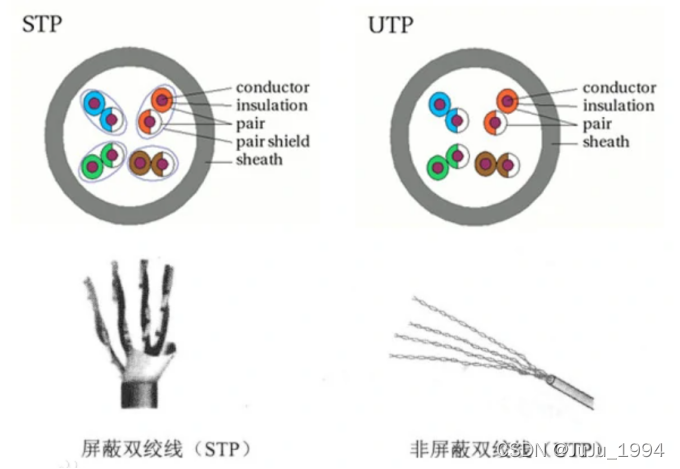 STP
conductor
insulation
pair
pair shield
sheath
UTP
conductor
insulation
pair
sheath
屏蔽双绞线（STP）
非屏蔽双绞线（UTP）
CSDN